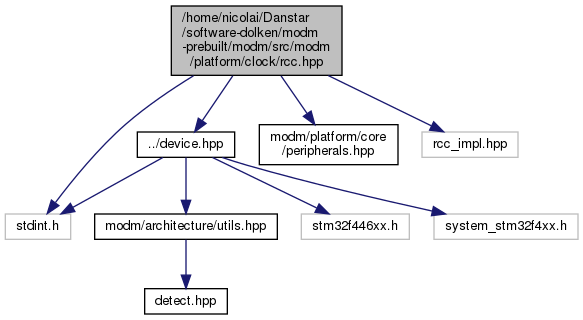 /home/nicolai/Danstar
/software-dolken/modm
-prebuilt/modm/src/modm
/platform/clock/rcc.hpp
../device.hpp
modm/platform/core
/peripherals.hpp
rcc_impl.hpp
stdint.h
modm/architecture/utils.hpp
stm32f446xx.h
system_stm32f4xx.h
detect.hpp